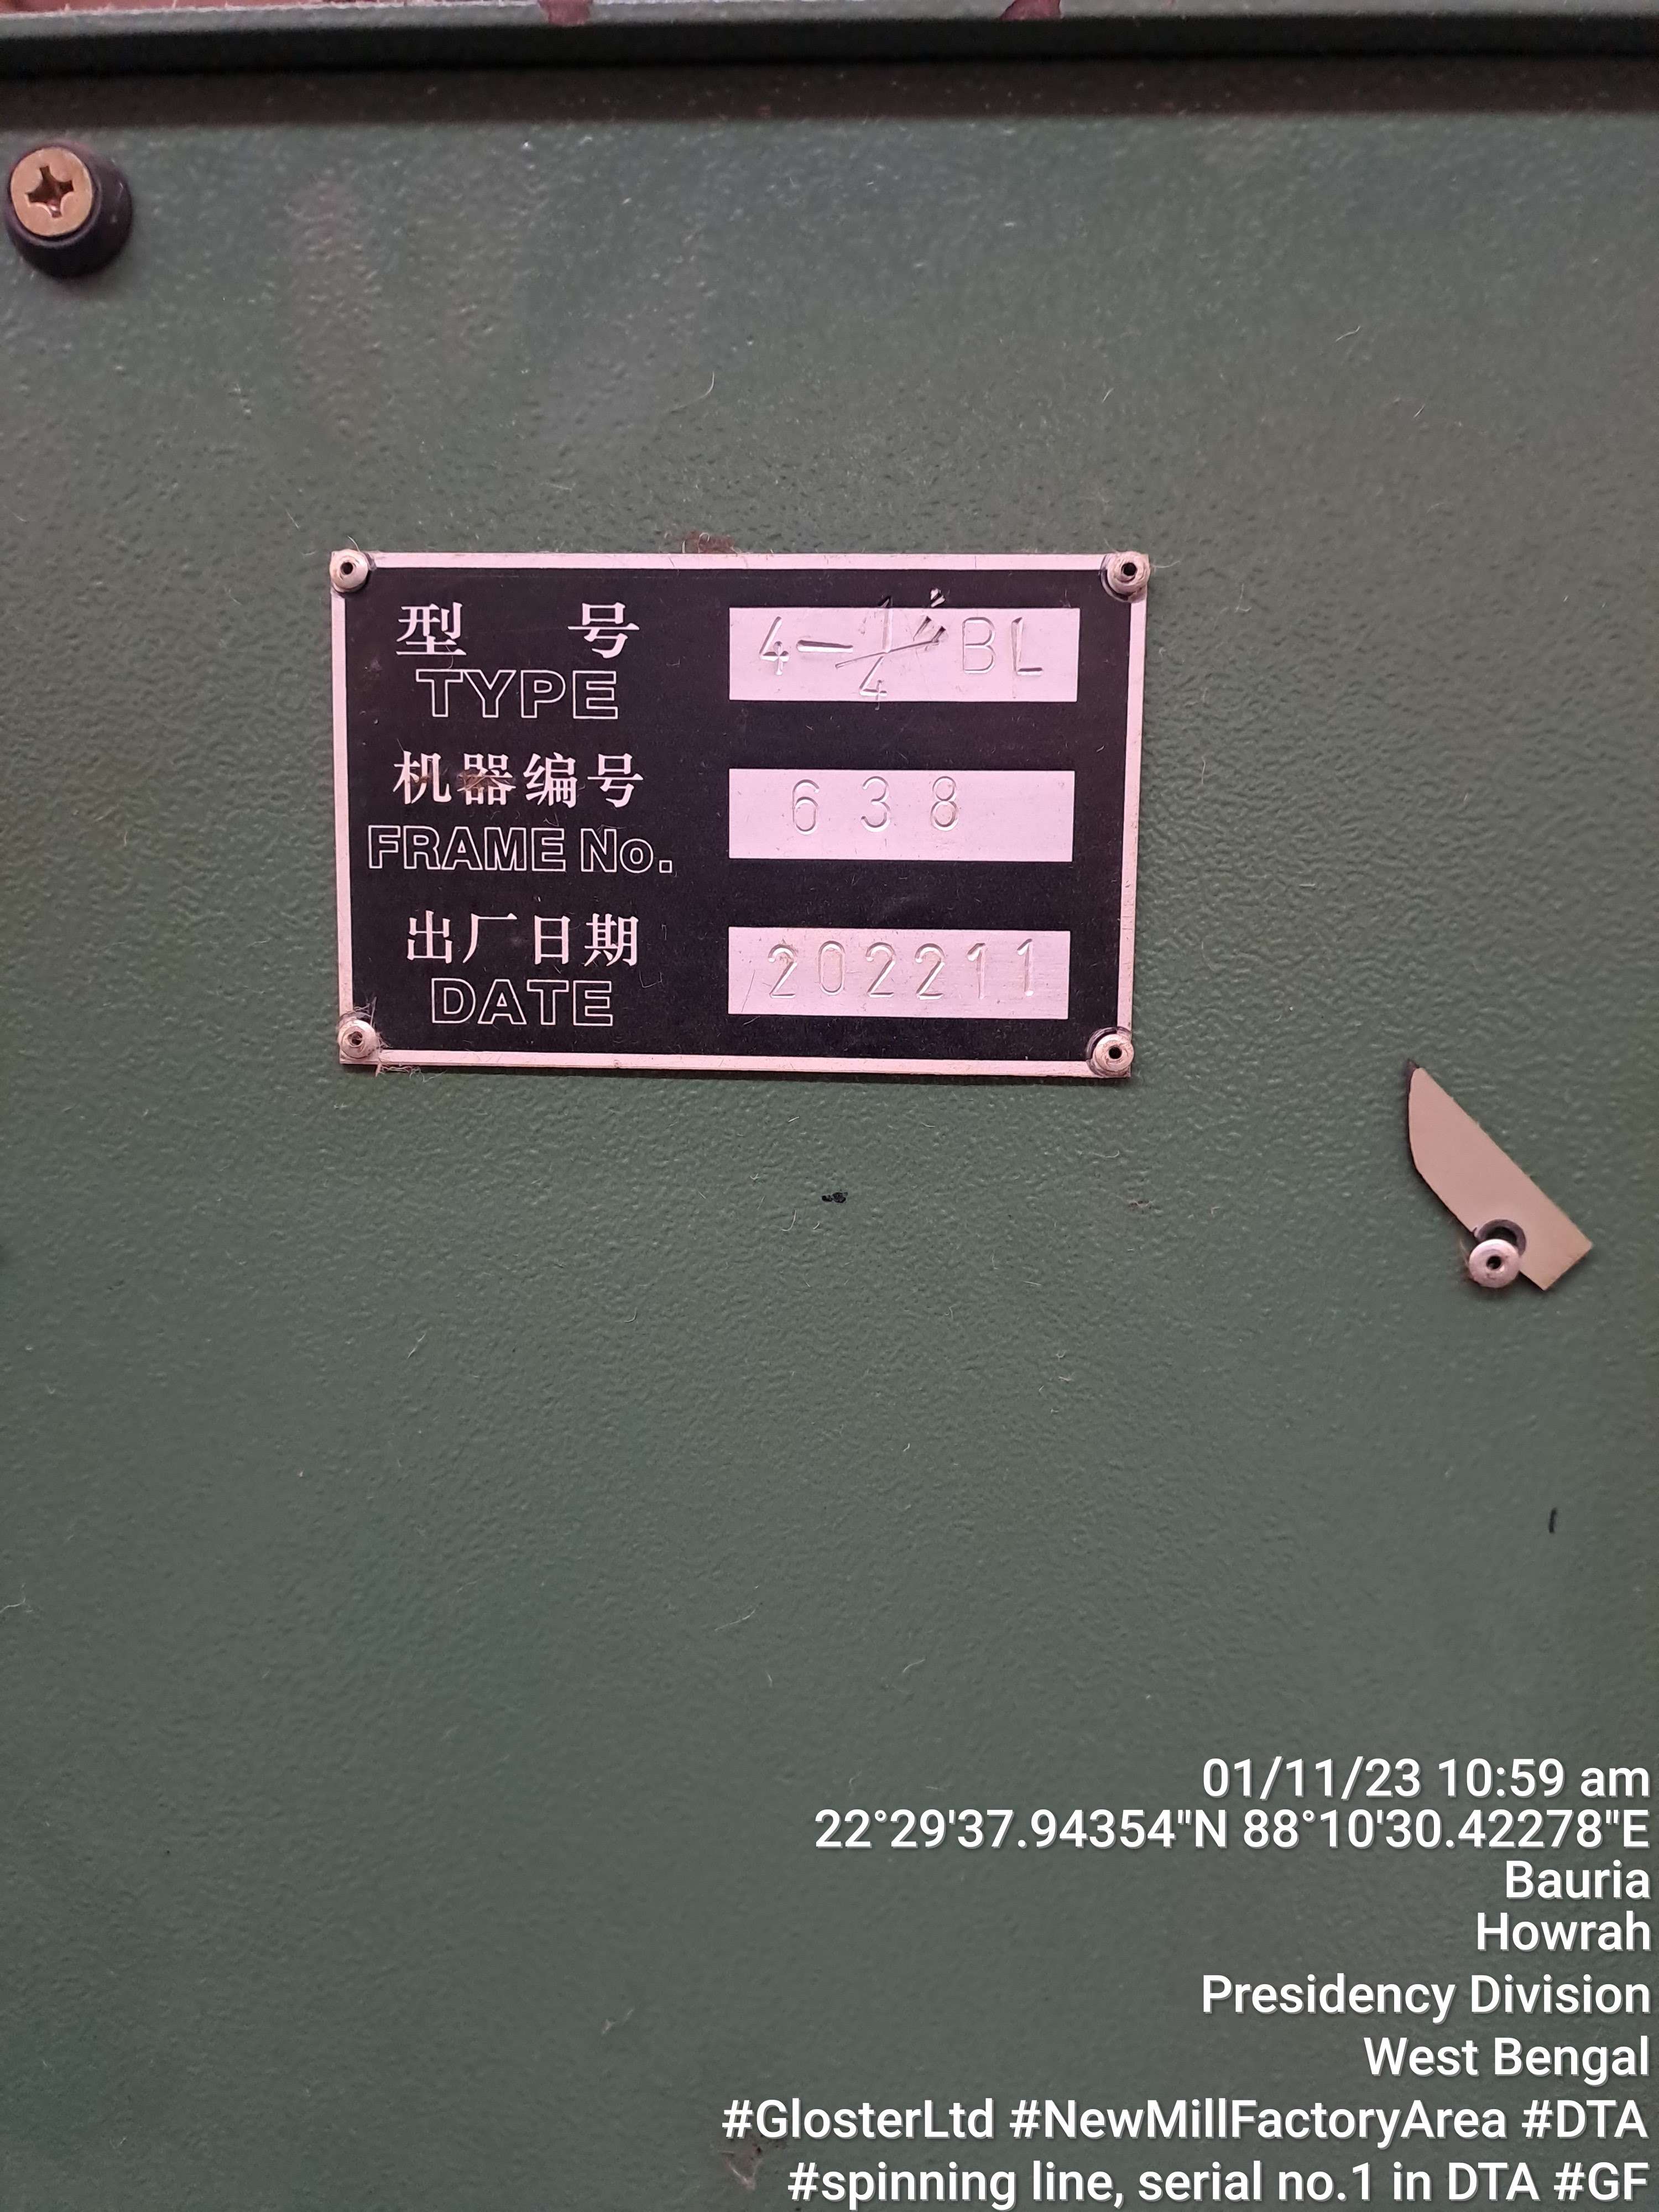 型 号 4-1/4" BL
TYPE
机器编号 638
FRAME No.
出厂日期 202211
DATE
01/11/23 10:59 am
22°29'37.94354"N 88°10'30.42278"E
Bauria
Howrah
Presidency Division
West Bengal
#GlosterLtd #NewMillFactoryArea #DTA
#spinning line, serial no.1 in DTA #GF